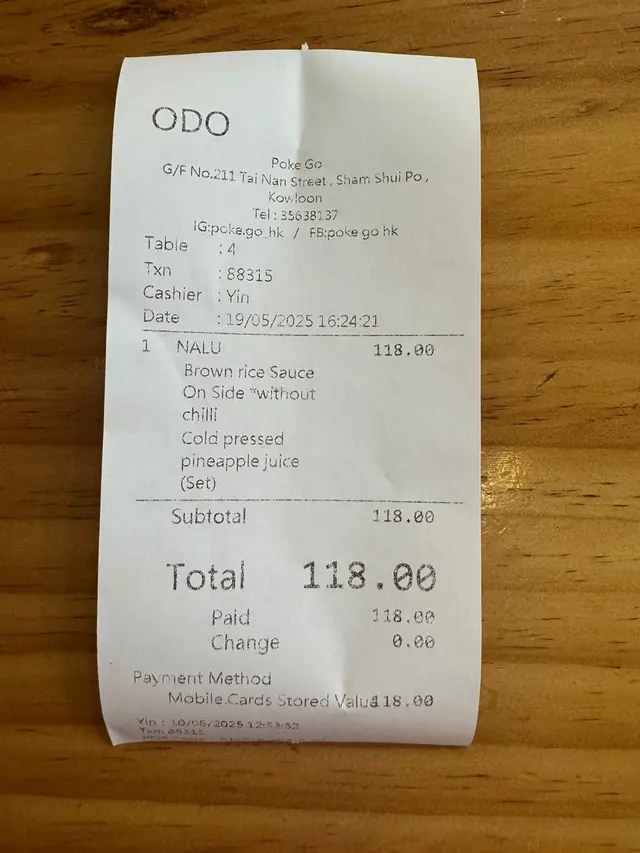 ODO
Poke Go
G/F No.211 Tai Nan Street , Sham Shui Po ,
Kowloon
Tel : 35638137
IG:poke.go_hk / FB:poke go hk
Table : 4
Txn : 88315
Cashier : Yin
Date : 19/05/2025 16:24:21
1 NALU 118.00
Brown rice Sauce
On Side *without
chilli
Cold pressed
pineapple juice
(Set)
Subtotal 118.00
Total 118.00
Paid 118.00
Change 0.00
Payment Method
Mobile.Cards Stored Valu118.00
Yin :
Txn: